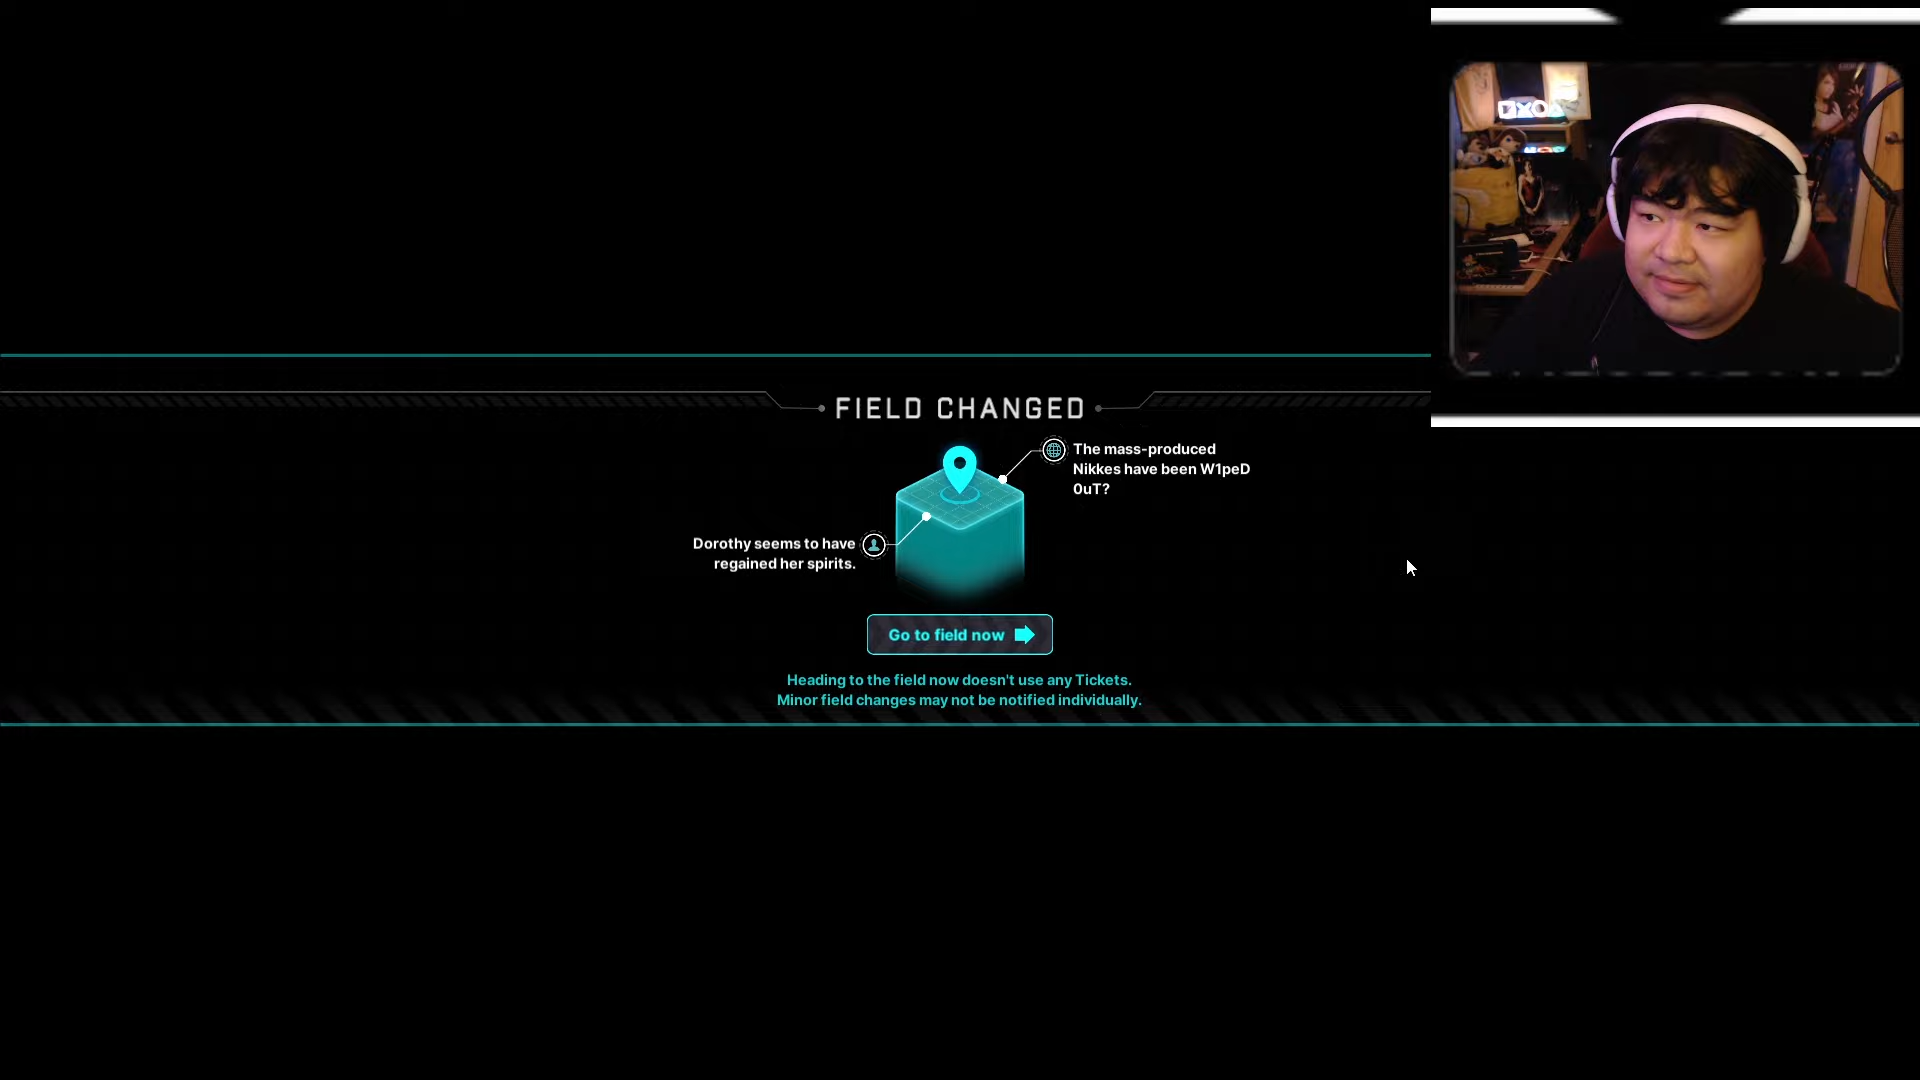 FIELD CHANGED
The mass-produced
Nikkes have been W1peD
0uT?
Dorothy seems to have
regained her spirits.
Go to field now
Heading to the field now doesn't use any Tickets.
Minor field changes may not be notified individually.